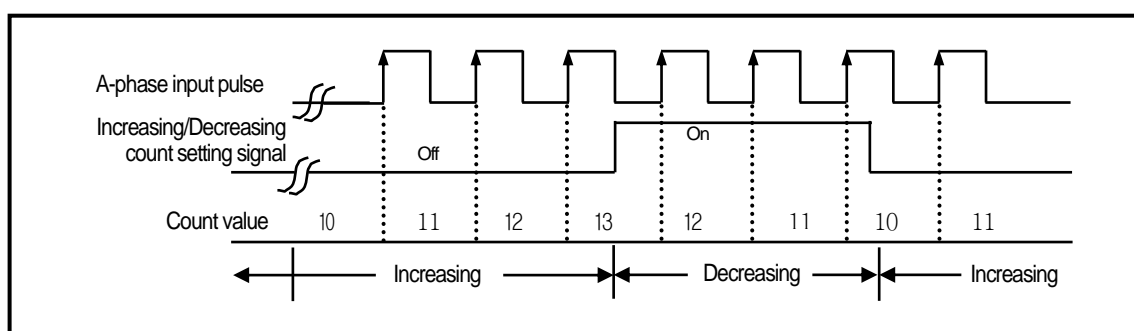 A-phase input pulse
Increasing/Decreasing
count setting signal
Off
On
Count value
10 11 12 13 12 11 10 11
Increasing Decreasing Increasing